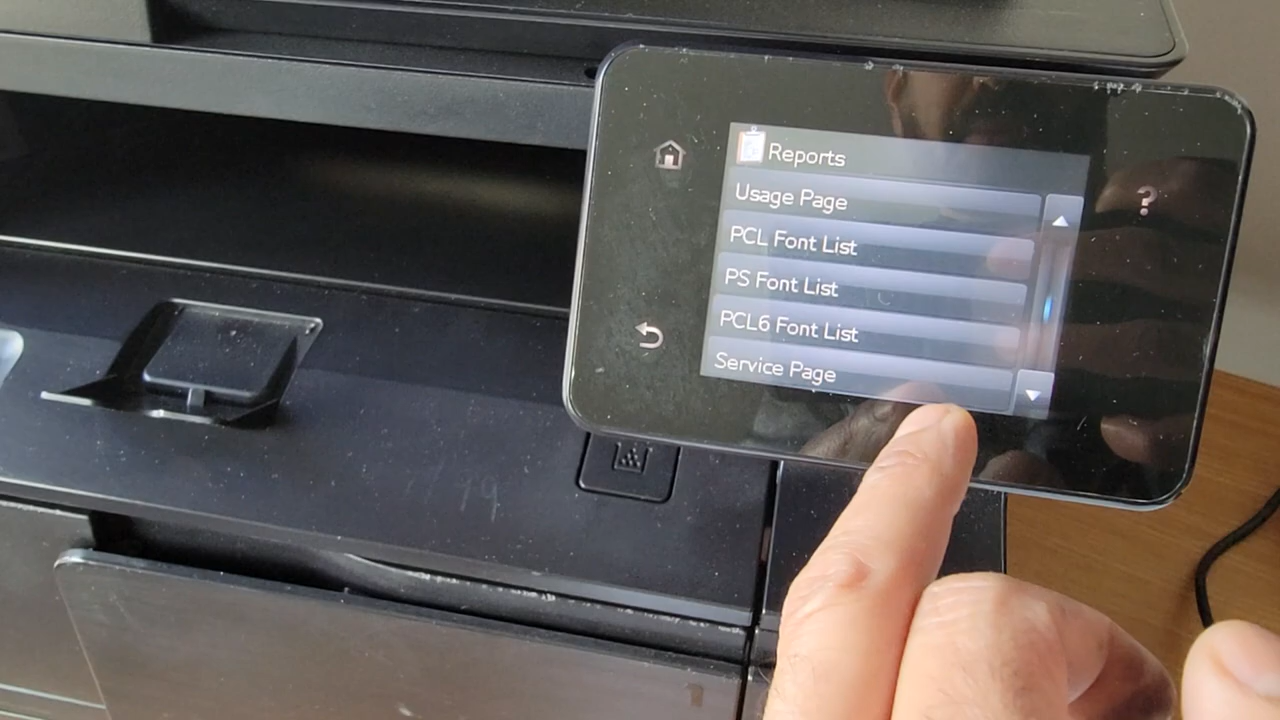 Reports
Usage Page
?
PCL Font List
PS Font List
PCL6 Font List
Service Page